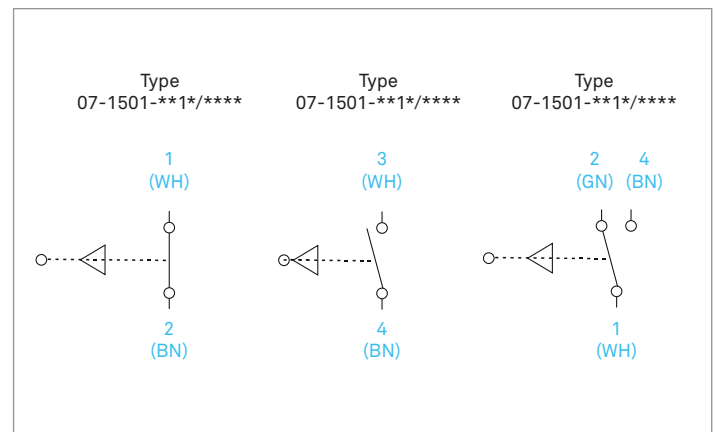 Type
07-1501-**1*/****
1
(WH)
2
(BN)
Type
07-1501-**1*/****
3
(WH)
4
(BN)
Type
07-1501-**1*/****
2 4
(GN) (BN)
1
(WH)